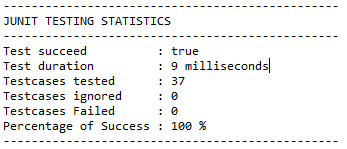 ------------------------------------------------
JUNIT TESTING STATISTICS
------------------------------------------------
Test succeed         : true
Test duration        : 9 milliseconds
Testcases tested     : 37
Testcases ignored    : 0
Testcases Failed     : 0
Percentage of Success : 100 %
------------------------------------------------